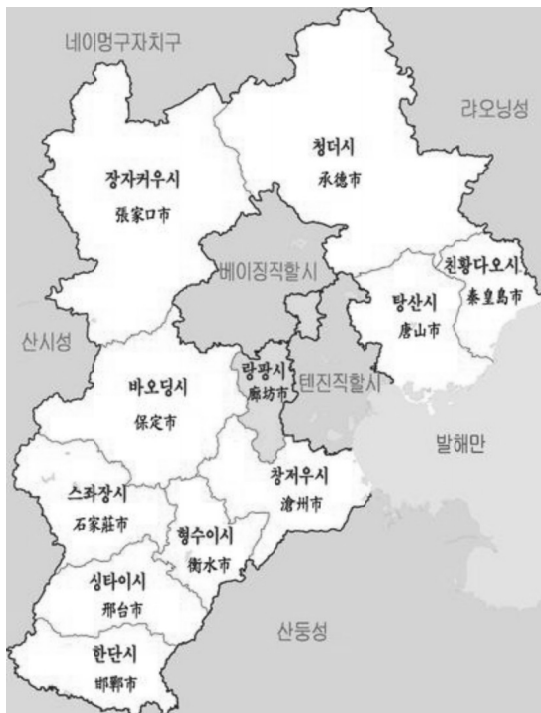 네이멍구자치구
랴오닝성
청더시
承德市
장자커우시
張家口市
베이징직할시
친황다오시
秦皇島市
탕산시
唐山市
산시성
랑팡시
廊坊市
텐진직할시
바오딩시
保定市
발해만
창저우시
滄州市
스좌장시
石家莊市
형수이시
衡水市
싱타이시
邢台市
산둥성
한단시
邯鄲市